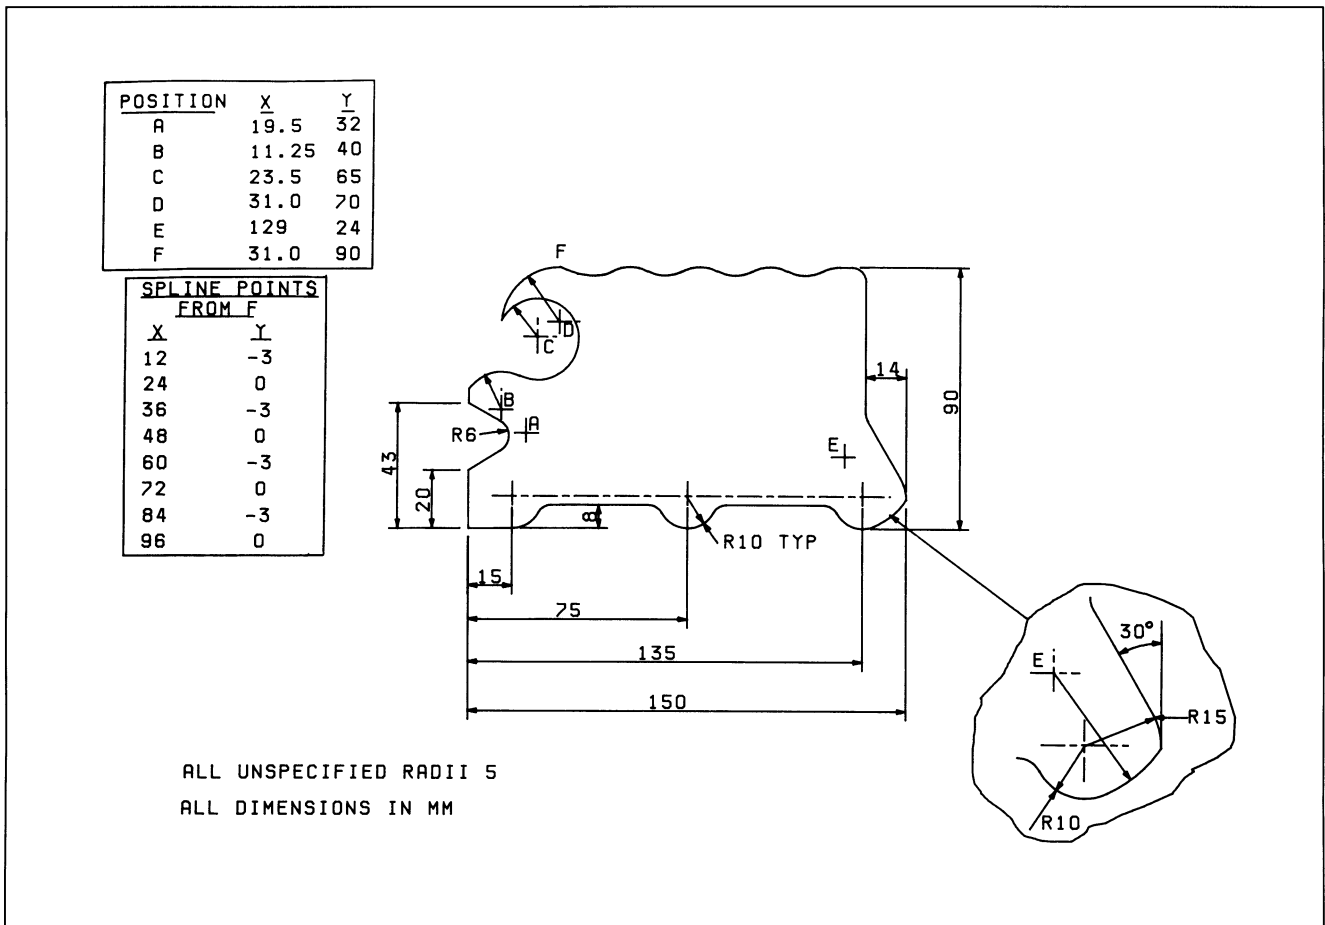 POSITION X Y
A 19.5 32
B 11.25 40
C 23.5 65
D 31.0 70
E 129 24
F 31.0 90
SPLINE POINTS
FROM F
X Y
12 -3
24 0
36 -3
48 0
60 -3
72 0
84 -3
96 0
F
D
C
14
B
90
A
R6
E
43
20
8
R10 TYP
15
75
30°
135
E
150
R15
ALL UNSPECIFIED RADII 5
ALL DIMENSIONS IN MM
R10